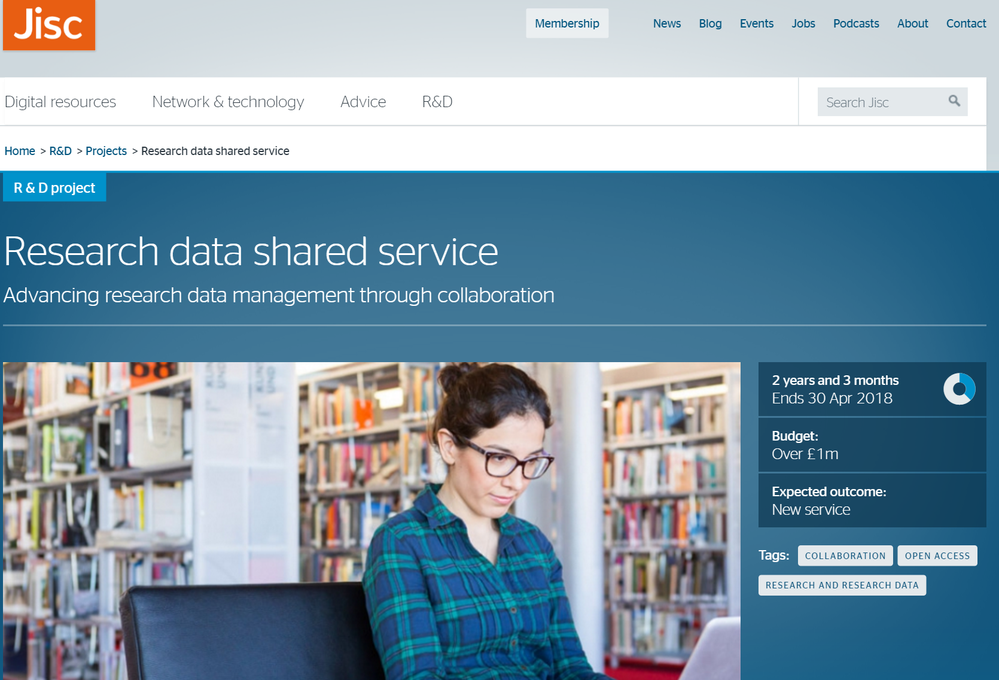 Jisc
Membership
News
Blog
Events
Jobs
Podcasts
About
Contact
Digital resources
Network & technology
Advice
R&D
Search Jisc
Home > R&D > Projects > Research data shared service
R & D project
Research data shared service
Advancing research data management through collaboration
68
KUNST
UND
2 years and 3 months
Ends 30 Apr 2018
Budget:
Over £1m
Expected outcome:
New service
Tags: COLLABORATION OPEN ACCESS
RESEARCH AND RESEARCH DATA